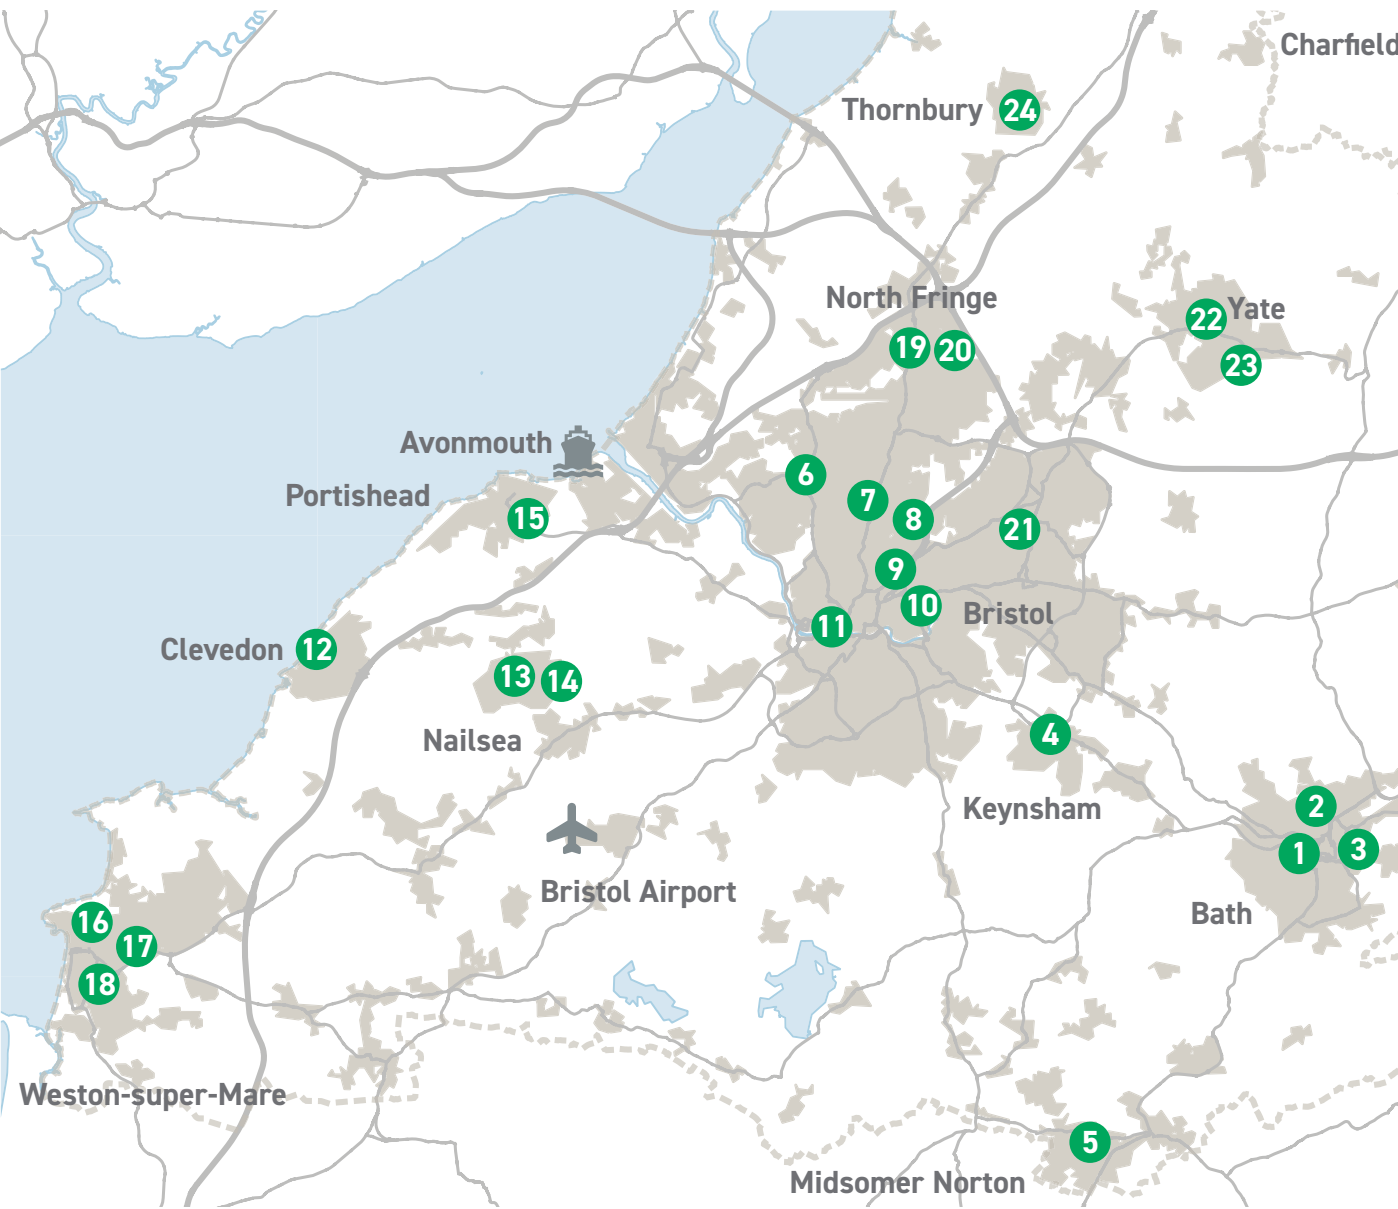 Charfield
Thornbury
24
North Fringe
22
Yate
19
20
23
Avonmouth
6
Portishead
7
15
8
21
9
10
Bristol
11
Clevedon
12
13
14
4
Nailsea
Keynsham
2
1
3
Bristol Airport
Bath
16
17
18
Weston-super-Mare
5
Midsomer Norton